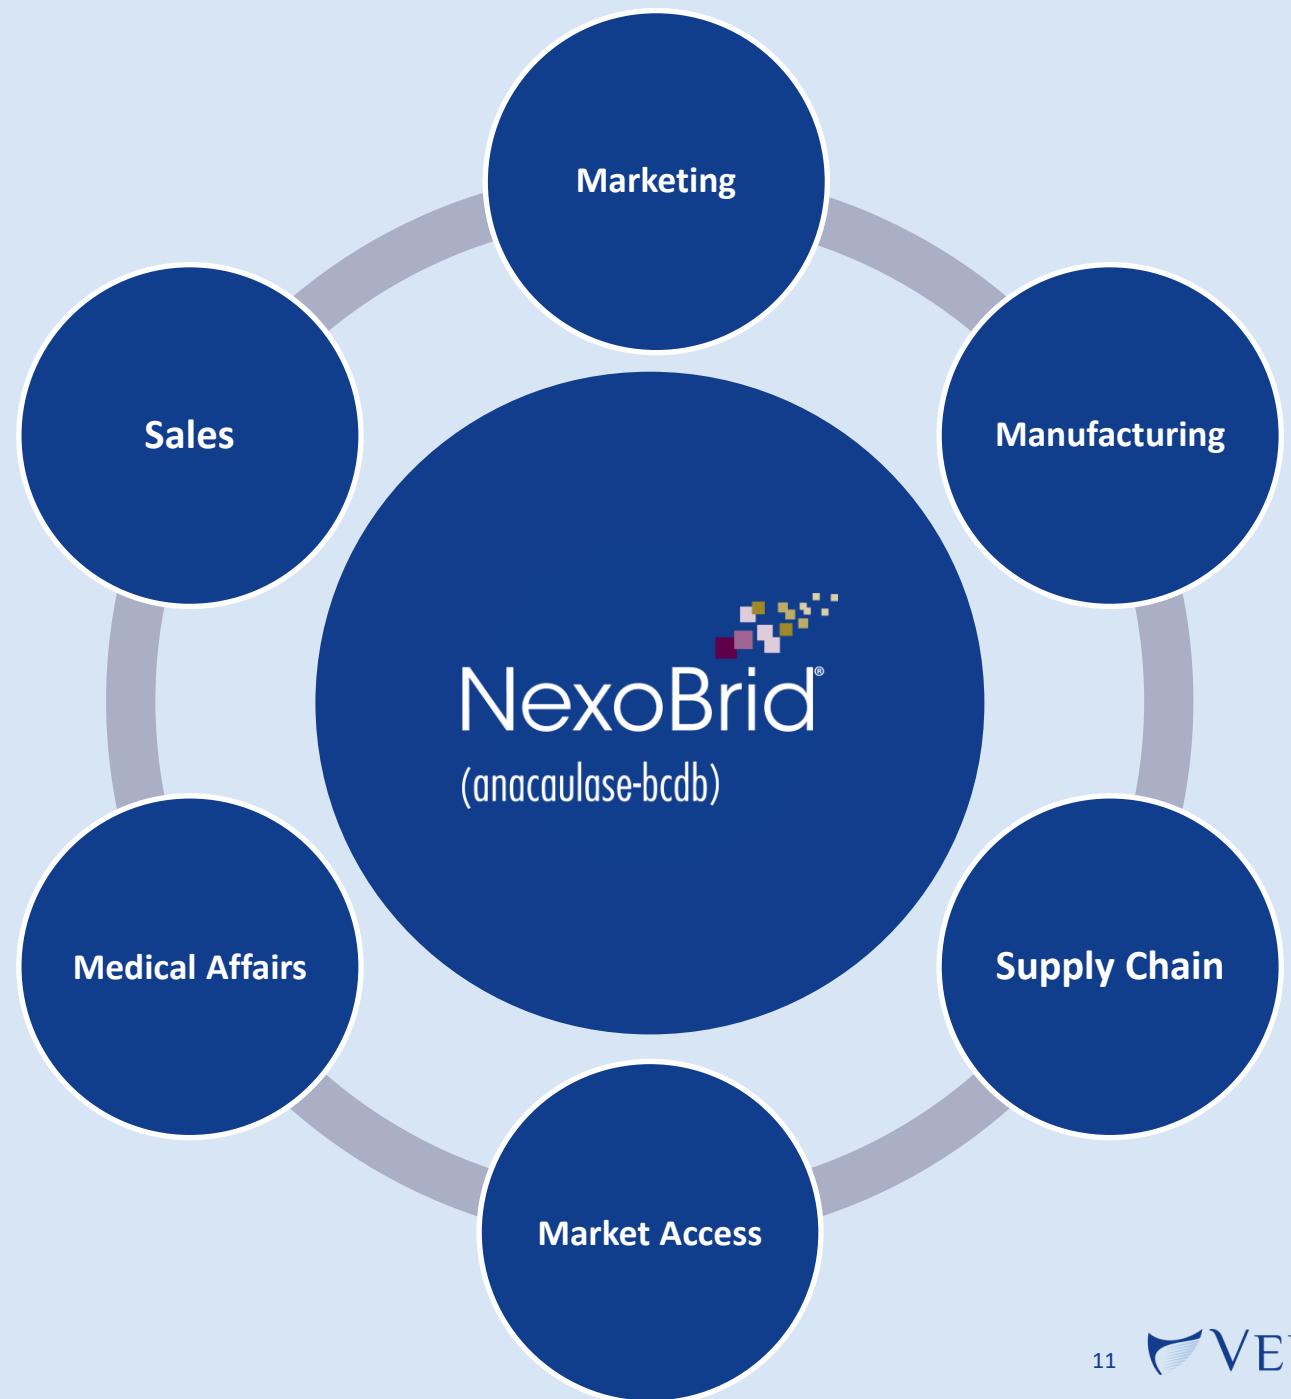 Marketing
Sales
Manufacturing
NexoBrid®
(anacaulase-bcdb)
Medical Affairs
Supply Chain
Market Access
11